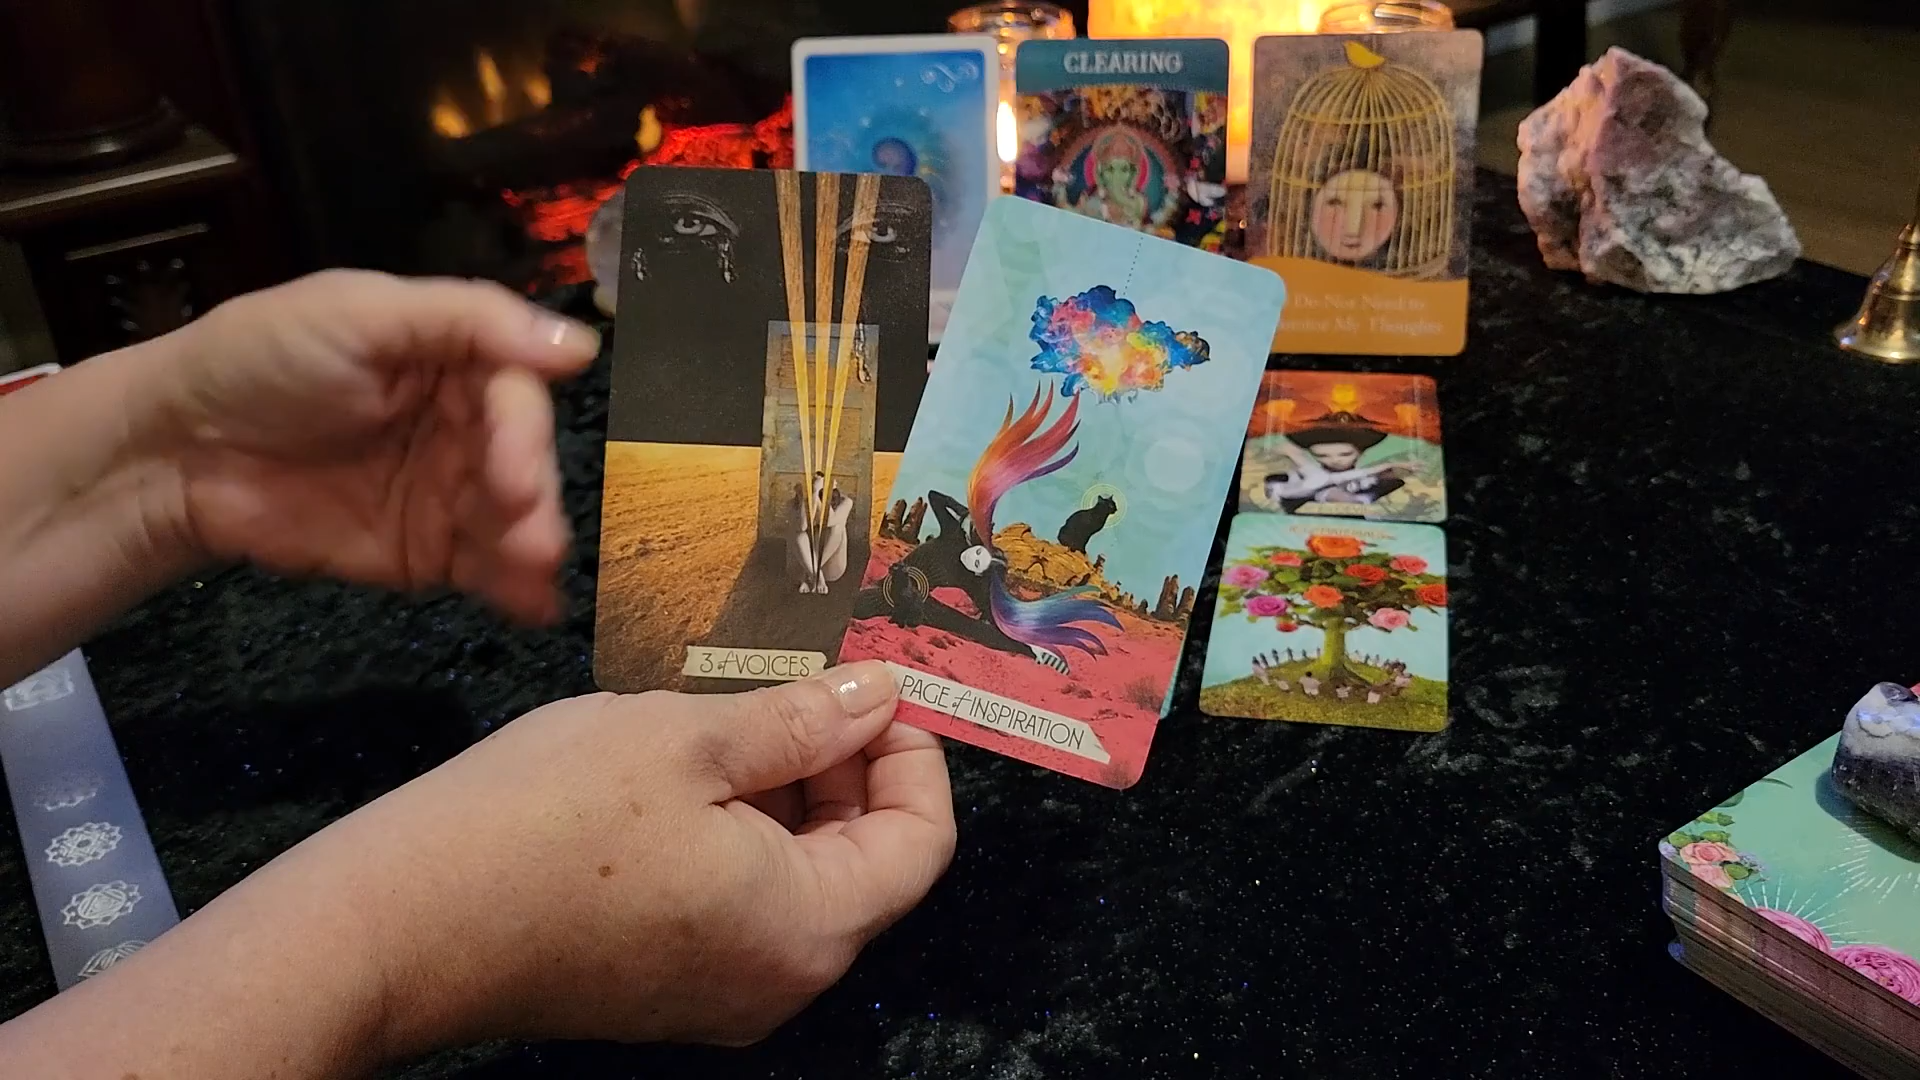 CLEARING
Do Not Need to
My Thoughts
3 of VOICES
PAGE of INSPIRATION